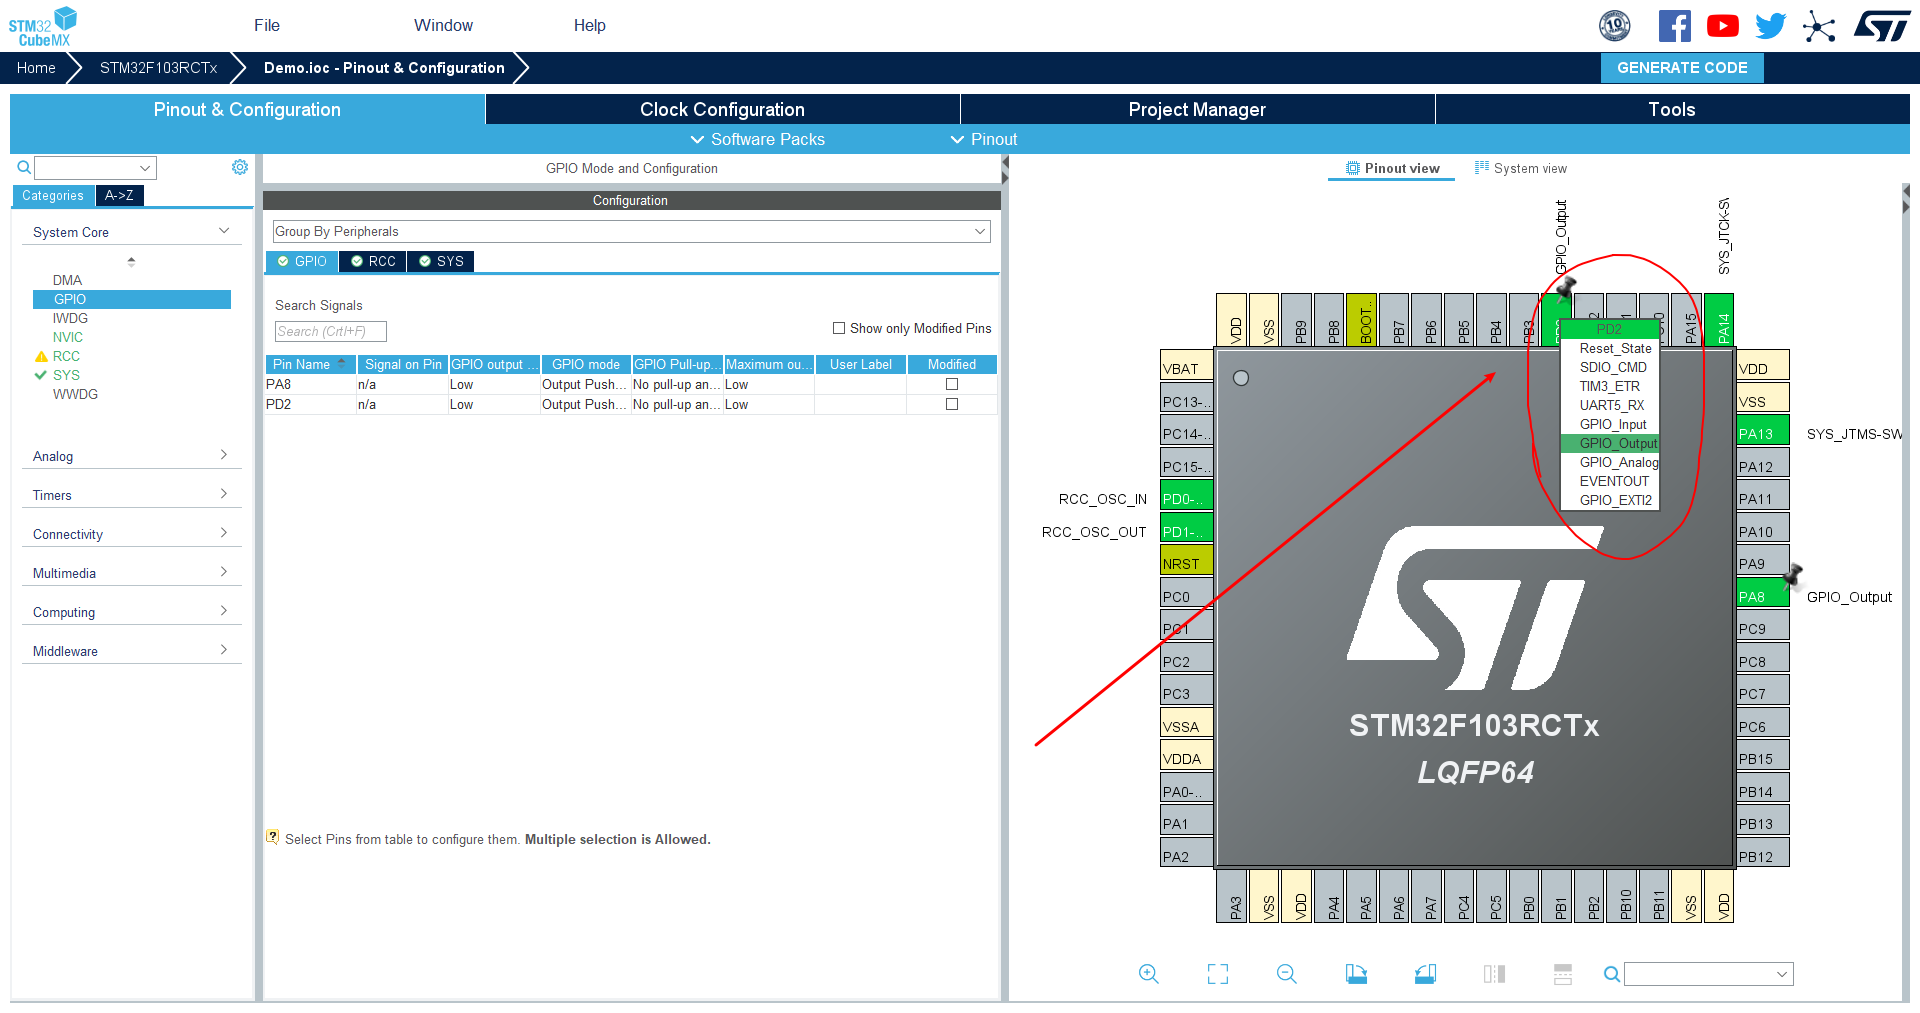 STM32
CubeMX
File
Window
Help
10
ST
Home
STM32F103RCTx
Demo.ioc - Pinout & Configuration
GENERATE CODE
Pinout & Configuration
Clock Configuration
Project Manager
Tools
Software Packs
Pinout
Categories
A->Z
System Core
DMA
GPIO
IWDG
NVIC
RCC
SYS
WWDG
Analog
Timers
Connectivity
Multimedia
Computing
Middleware
GPIO Mode and Configuration
Configuration
Group By Peripherals
GPIO
RCC
SYS
Search Signals
Search (Crtl+F)
Show only Modified Pins
Pin Name
Signal on Pin
GPIO output ...
GPIO mode
GPIO Pull-up...
Maximum ou...
User Label
Modified
PA8
n/a
Low
Output Push...
No pull-up an...
Low
PD2
n/a
Low
Output Push...
No pull-up an...
Low
Select Pins from table to configure them. Multiple selection is Allowed.
Pinout view
System view
GPIO_Output
SYS_JTCK-SW
VDD
VSS
PB9
PB8
BOOT..
PB7
PB6
PB5
PB4
PB3
PA15
PA14
PD2
Reset_State
SDIO_CMD
TIM3_ETR
UART5_RX
GPIO_Input
GPIO_Output
GPIO_Analog
EVENTOUT
GPIO_EXTI2
VBAT
PC13-..
PC14-..
PC15-..
RCC_OSC_IN
PD0-..
RCC_OSC_OUT
PD1-..
NRST
PC0
PC1
PC2
PC3
VSSA
VDDA
PA0-..
PA1
PA2
VDD
VSS
PA13
SYS_JTMS-SW
PA12
PA11
PA10
PA9
PA8
GPIO_Output
PC9
PC8
PC7
PC6
PB15
PB14
PB13
PB12
ST
STM32F103RCTx
LQFP64
PA3
VSS
VDD
PA4
PA5
PA6
PA7
PC4
PC5
PB0
PB1
PB2
PB10
PB11
VSS
VDD